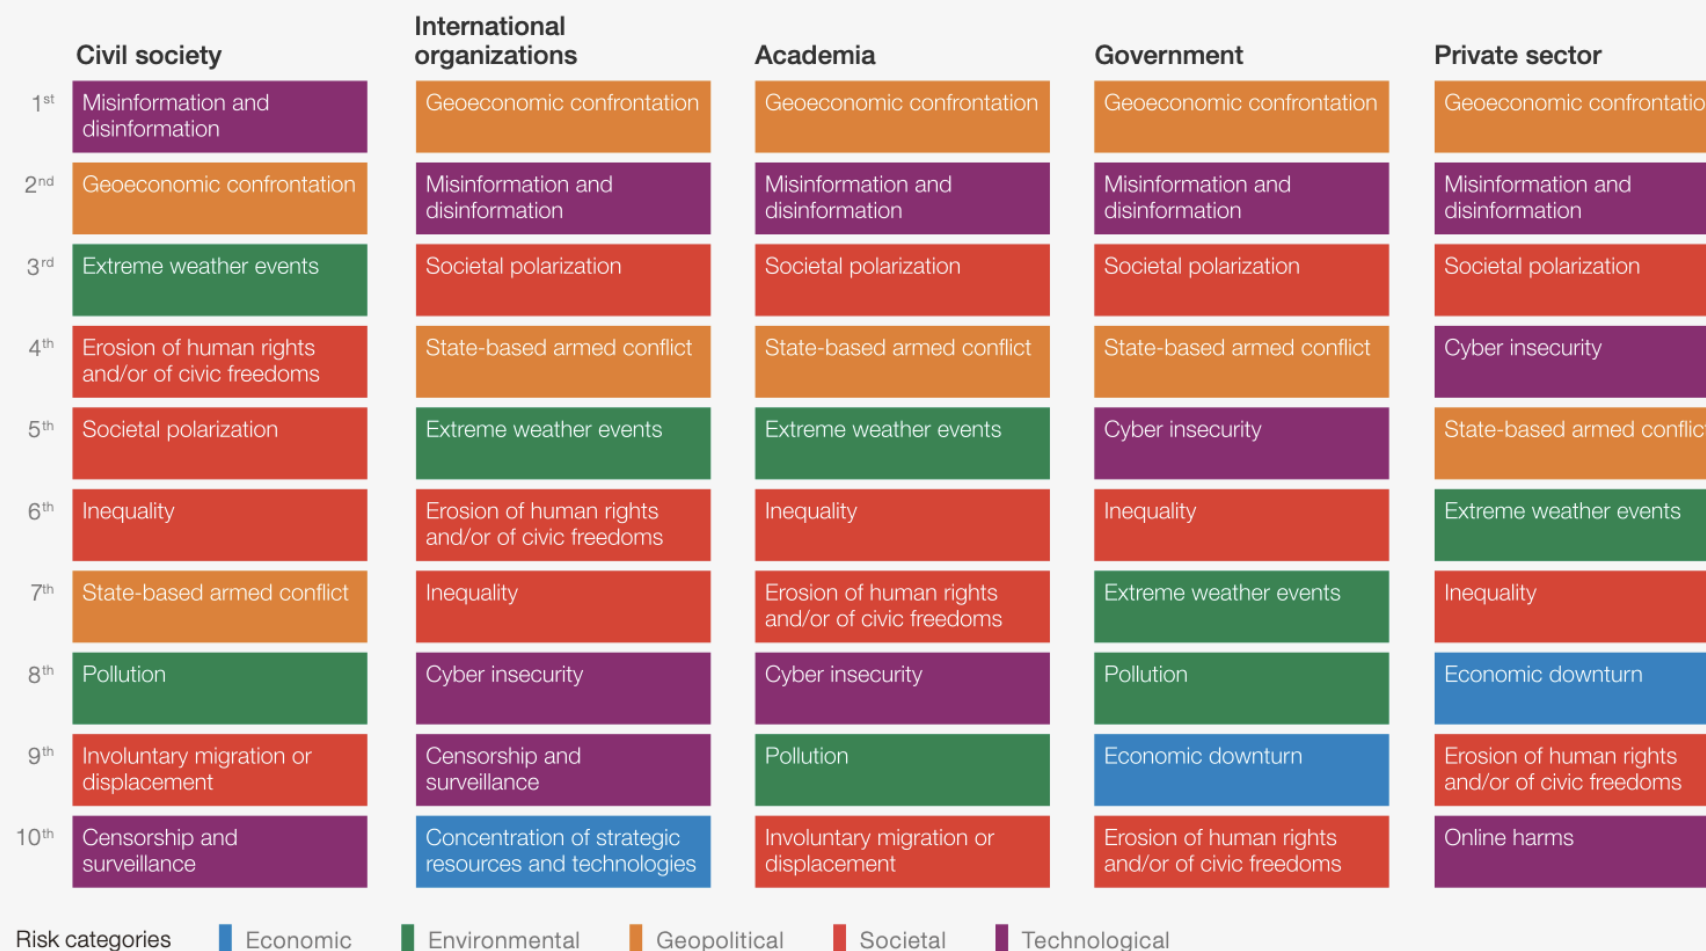 Civil society
International
organizations
Academia
Government
Private sector
1st
Misinformation and
disinformation
Geoeconomic confrontation
Geoeconomic confrontation
Geoeconomic confrontation
Geoeconomic confrontatio
2nd
Geoeconomic confrontation
Misinformation and
disinformation
Misinformation and
disinformation
Misinformation and
disinformation
Misinformation and
disinformation
3rd
Extreme weather events
Societal polarization
Societal polarization
Societal polarization
Societal polarization
4th
Erosion of human rights
and/or of civic freedoms
State-based armed conflict
State-based armed conflict
State-based armed conflict
Cyber insecurity
5th
Societal polarization
Extreme weather events
Extreme weather events
Cyber insecurity
State-based armed conflic
6th
Inequality
Erosion of human rights
and/or of civic freedoms
Inequality
Inequality
Extreme weather events
7th
State-based armed conflict
Inequality
Erosion of human rights
and/or of civic freedoms
Extreme weather events
Inequality
8th
Pollution
Cyber insecurity
Cyber insecurity
Pollution
Economic downturn
9th
Involuntary migration or
displacement
Censorship and
surveillance
Pollution
Economic downturn
Erosion of human rights
and/or of civic freedoms
10th
Censorship and
surveillance
Concentration of strategic
resources and technologies
Involuntary migration or
displacement
Erosion of human rights
and/or of civic freedoms
Online harms
Risk categories
Economic
Environmental
Geopolitical
Societal
Technological